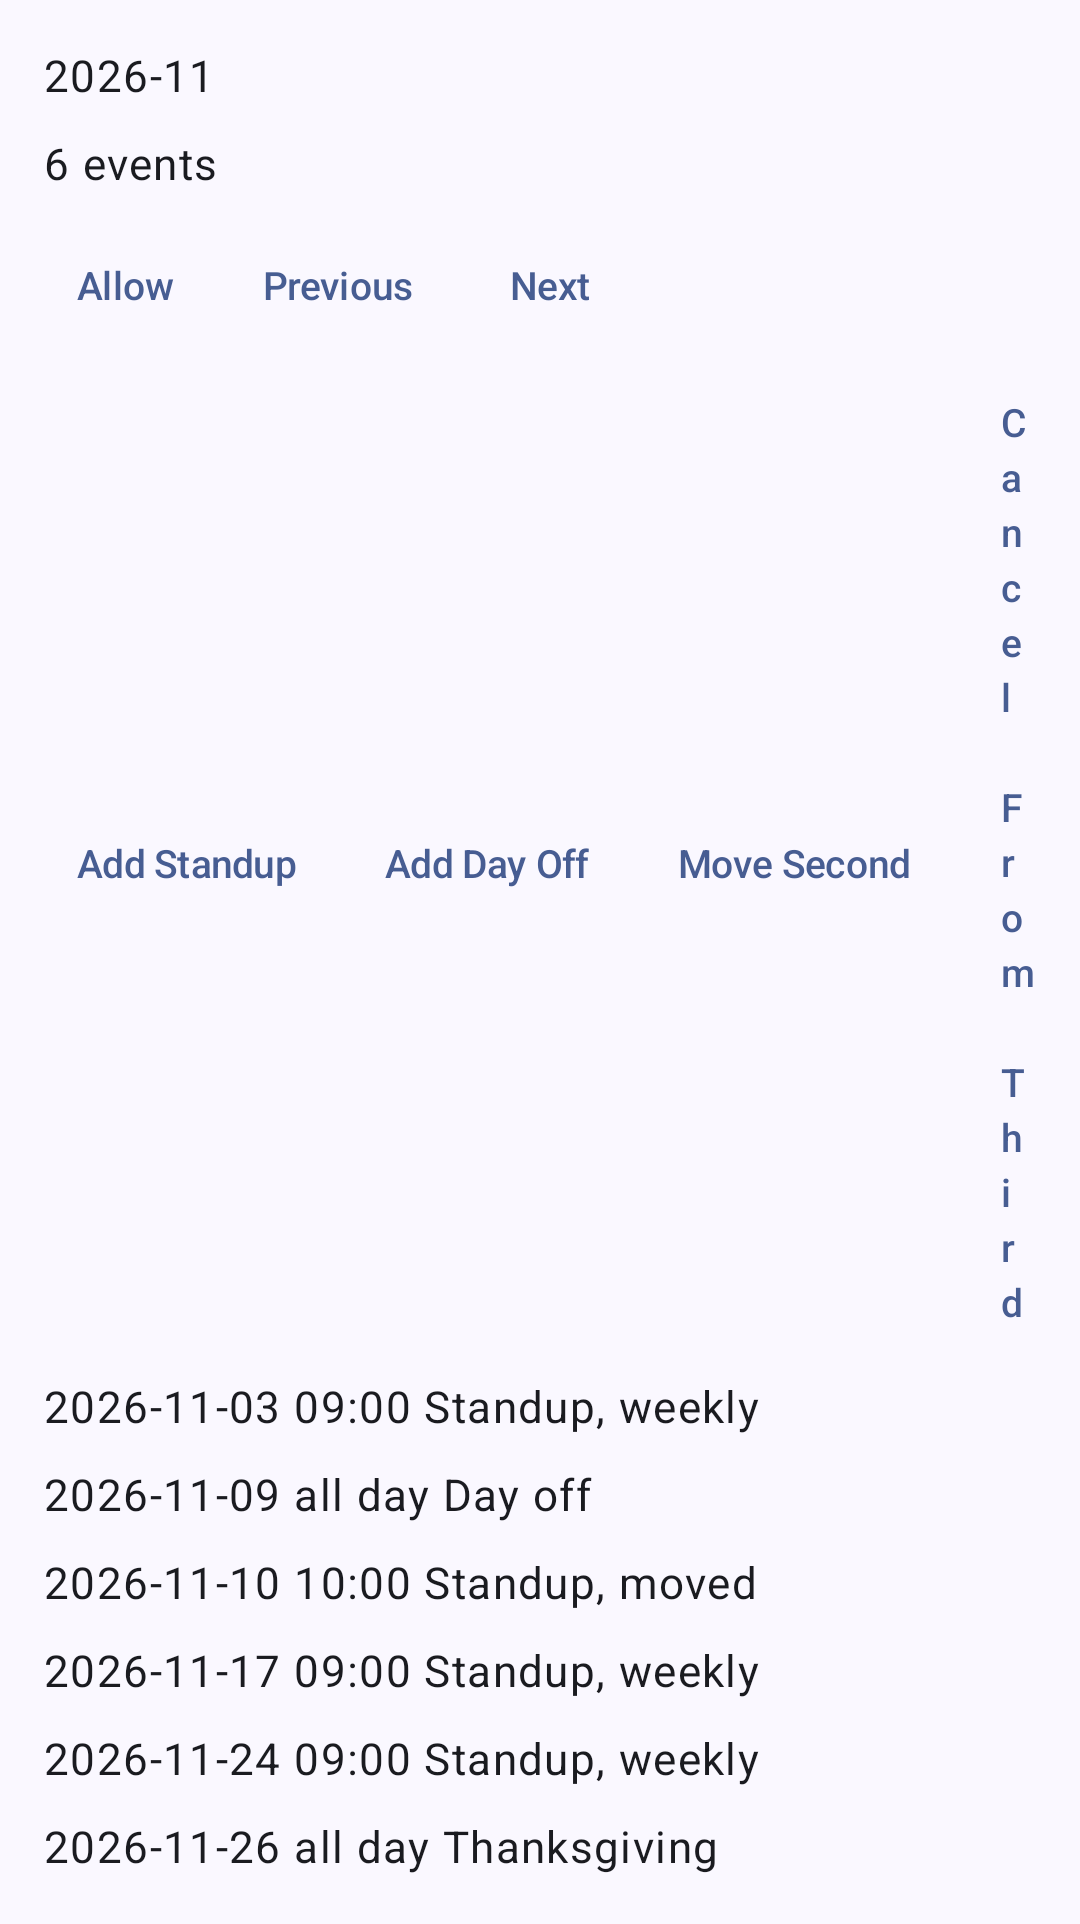 2026-11
6 events
Allow Previous Next
Add Standup Add Day Off Move Second Cancel From Third
2026-11-03 09:00 Standup, weekly
2026-11-09 all day Day off
2026-11-10 10:00 Standup, moved
2026-11-17 09:00 Standup, weekly
2026-11-24 09:00 Standup, weekly
2026-11-26 all day Thanksgiving